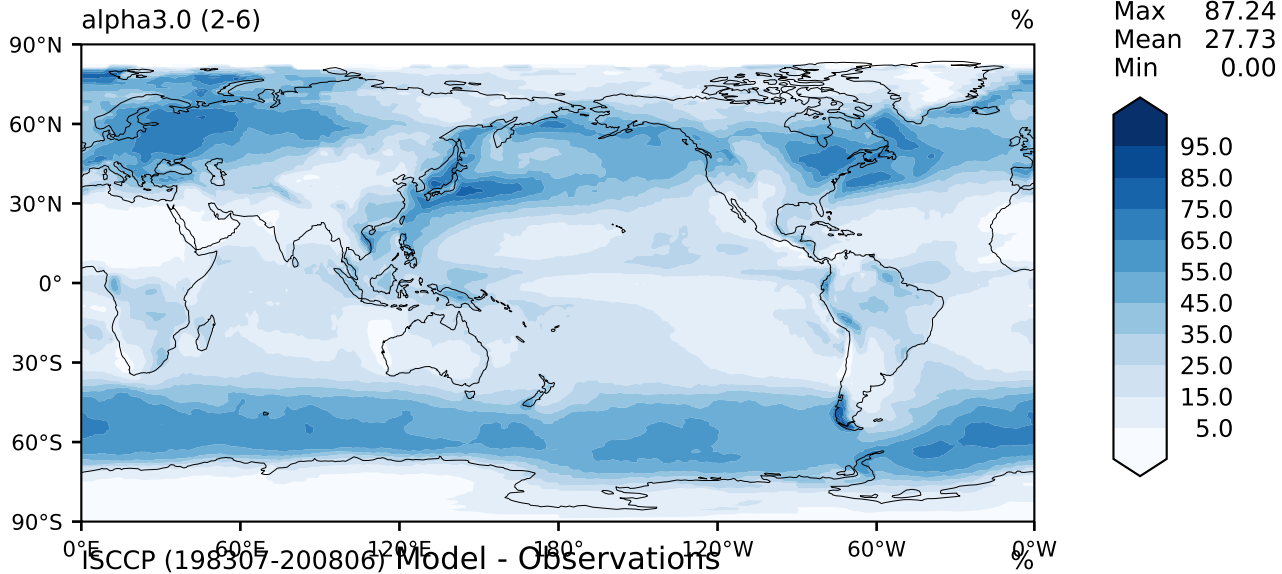 alpha3.0 (2-6) %
Max 87.24
Mean 27.73
Min 0.00
90°N
60°N
30°N
0°
30°S
60°S
90°S
95.0
85.0
75.0
65.0
55.0
45.0
35.0
25.0
15.0
5.0
0°E 60°E 120°E 180° 120°W 60°W 0°W
ISCCP (198307-200806) Model - Observations %